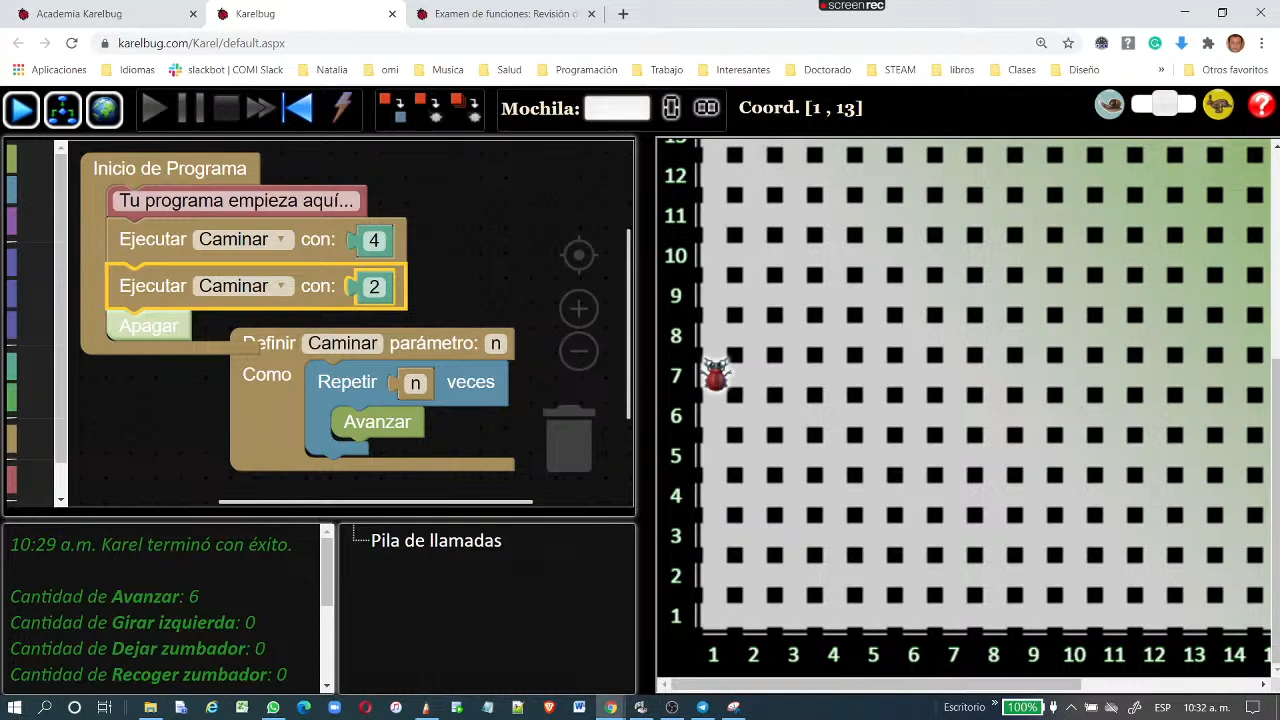 screenrec
Academia Karelbug
Karelbug
Examen de funciones: Revisión d
karelbug.com/Karel/default.aspx
Aplicaciones
Idiomas
slackbot | COMI Slack
Natalia
omi
Music
Salud
Programación
Trabajo
Interesantes
Doctorado
STEAM
libros
Clases
Diseño
»
Otros favoritos
Mochila:
Coord. [1 , 13]
Inicio de Programa
Tu programa empieza aquí...
Ejecutar Caminar con: 4
Ejecutar Caminar con: 2
Apagar
Definir Caminar parámetro: n
Como
Repetir n veces
Avanzar
10:29 a.m. Karel terminó con éxito.
Cantidad de Avanzar: 6
Cantidad de Girar izquierda: 0
Cantidad de Dejar zumbador: 0
Cantidad de Recoger zumbador: 0
Pila de llamadas
13
12
11
10
9
8
7
6
5
4
3
2
1
1 2 3 4 5 6 7 8 9 10 11 12 13 14 1
Escritorio » 100% ESP 10:32 a. m.